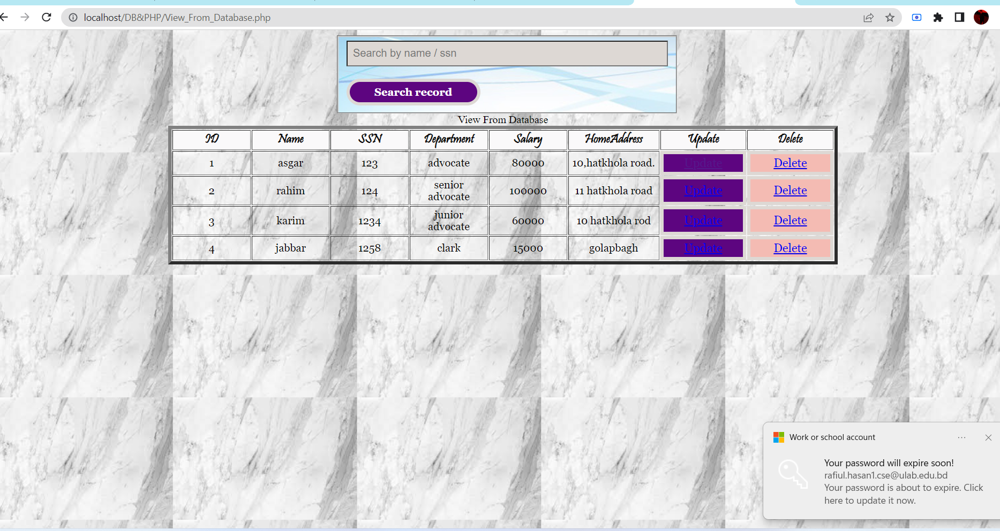 localhost/DB&PHP/View_From_Database.php
Search by name / ssn
Search record
View From Database
ID Name SSN Department Salary HomeAddress Update Delete
1 asgar 123 advocate 80000 10,hatkhola road. Update Delete
2 rahim 124 senior advocate 100000 11 hatkhola road Update Delete
3 karim 1234 junior advocate 60000 10 hatkhola rod Update Delete
4 jabbar 1258 clark 15000 golapbagh Update Delete
Work or school account
Your password will expire soon!
rafiul.hasan1.cse@ulab.edu.bd
Your password is about to expire. Click
here to update it now.